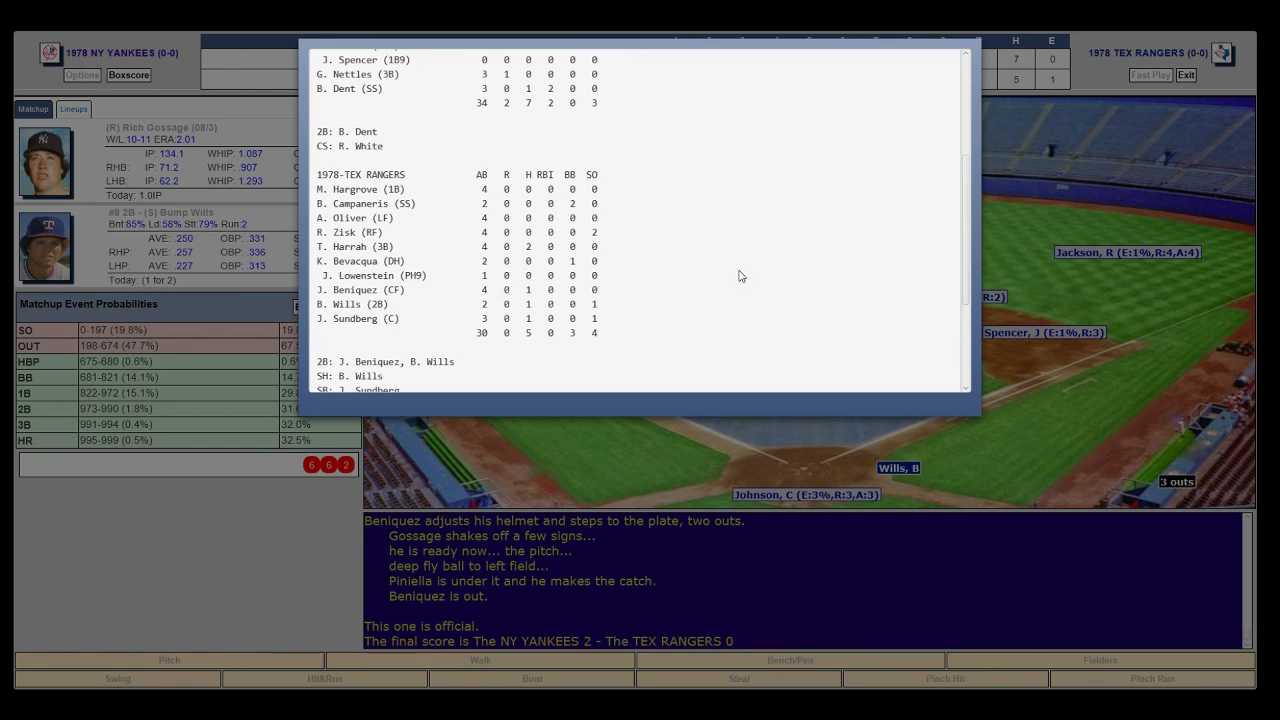 1978 NY YANKEES (0-0)
Options
Boxscore
H E
7 0
5 1
1978 TEX RANGERS (0-0)
Fast Play
Exit
Matchup
Lineups
(R) Rich Gossage (08/3)
W/L:10-11 ERA:2.01
IP: 134.1 WHIP: 1.087
RHB: IP: 71.2 WHIP: .907
LHB: IP: 62.2 WHIP: 1.293
Today: 1.0IP
#8 2B - (S) Bump Wills
Bnt:85% Ld:58% Stl:79% Run:2
AVE: .250 OBP: .331
RHP: AVE: .257 OBP: .336
LHP: AVE: .227 OBP: .313
Today: (1 for 2)
Matchup Event Probabilities
SO 0-197 (19.8%)
OUT 198-674 (47.7%)
HBP 675-680 (0.6%)
BB 681-821 (14.1%)
1B 822-972 (15.1%)
2B 973-990 (1.8%)
3B 991-994 (0.4%) 32.0%
HR 995-999 (0.5%) 32.5%
6 6 2
J. Spencer (1B9) 0 0 0 0 0 0
G. Nettles (3B) 3 1 0 0 0 0
B. Dent (SS) 3 0 1 2 0 0
34 2 7 2 0 3
2B: B. Dent
CS: R. White
1978-TEX RANGERS AB R H RBI BB SO
M. Hargrove (1B) 4 0 0 0 0 0
B. Campaneris (SS) 2 0 0 0 2 0
A. Oliver (LF) 4 0 0 0 0 0
R. Zisk (RF) 4 0 0 0 0 2
T. Harrah (3B) 4 0 2 0 0 0
K. Bevacqua (DH) 2 0 0 0 1 0
J. Lowenstein (PH9) 1 0 0 0 0 0
J. Beniquez (CF) 4 0 1 0 0 0
B. Wills (2B) 2 0 1 0 0 1
J. Sundberg (C) 3 0 1 0 0 1
30 0 5 0 3 4
2B: J. Beniquez, B. Wills
SH: B. Wills
SB: J. Sundberg
Jackson, R (E:1%,R:4,A:4)
R:2)
Spencer, J (E:1%,R:3)
Wills, B
3 outs
Johnson, C (E:3%,R:3,A:3)
Beniquez adjusts his helmet and steps to the plate, two outs.
Gossage shakes off a few signs...
he is ready now... the pitch...
deep fly ball to left field...
Piniella is under it and he makes the catch.
Beniquez is out.
This one is official.
The final score is The NY YANKEES 2 - The TEX RANGERS 0
Pitch Walk Bench/Pen Fielders
Swing Hit&Run Bunt Steal Pinch Hit Pinch Run